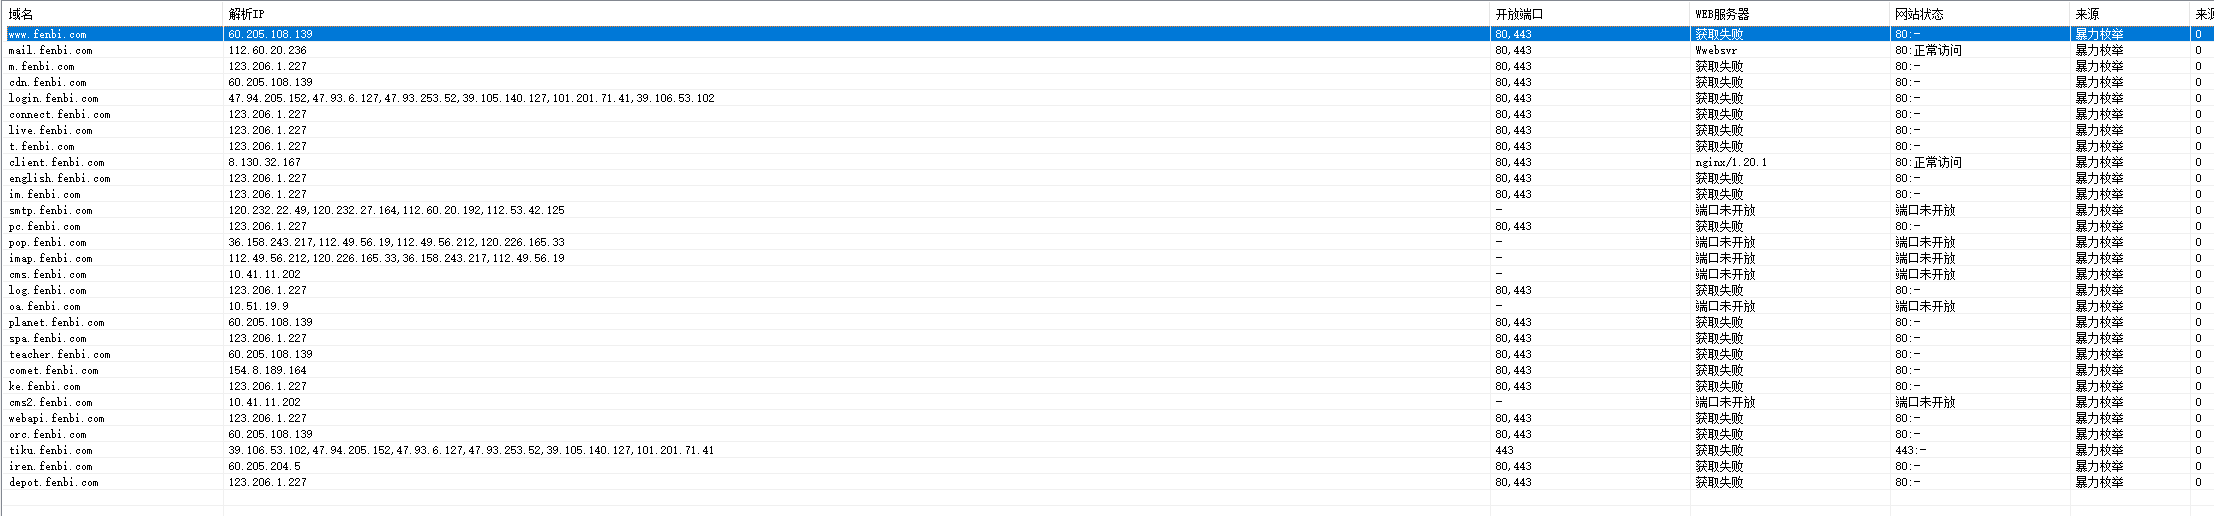 域名 解析IP 开放端口 WEB服务器 网站状态 来源
www.fenbi.com 60.205.108.139 80,443 获取失败 80:- 暴力枚举 0
mail.fenbi.com 112.60.20.236 80,443 Wwebsvr 80:正常访问 暴力枚举 0
m.fenbi.com 123.206.1.227 80,443 获取失败 80:- 暴力枚举 0
cdn.fenbi.com 60.205.108.139 80,443 获取失败 80:- 暴力枚举 0
login.fenbi.com 47.94.205.152,47.93.6.127,47.93.253.52,39.105.140.127,101.201.71.41,39.106.53.102 80,443 获取失败 80:- 暴力枚举 0
connect.fenbi.com 123.206.1.227 80,443 获取失败 80:- 暴力枚举 0
live.fenbi.com 123.206.1.227 80,443 获取失败 80:- 暴力枚举 0
t.fenbi.com 123.206.1.227 80,443 获取失败 80:- 暴力枚举 0
client.fenbi.com 8.130.32.167 80,443 nginx/1.20.1 80:正常访问 暴力枚举 0
english.fenbi.com 123.206.1.227 80,443 获取失败 80:- 暴力枚举 0
im.fenbi.com 123.206.1.227 80,443 获取失败 80:- 暴力枚举 0
smtp.fenbi.com 120.232.22.49,120.232.27.164,112.60.20.192,112.53.42.125 - 端口未开放 端口未开放 暴力枚举 0
pc.fenbi.com 123.206.1.227 80,443 获取失败 80:- 暴力枚举 0
pop.fenbi.com 36.158.243.217,112.49.56.19,112.49.56.212,120.226.165.33 - 端口未开放 端口未开放 暴力枚举 0
imap.fenbi.com 112.49.56.212,120.226.165.33,36.158.243.217,112.49.56.19 - 端口未开放 端口未开放 暴力枚举 0
cms.fenbi.com 10.41.11.202 - 端口未开放 端口未开放 暴力枚举 0
log.fenbi.com 123.206.1.227 80,443 获取失败 80:- 暴力枚举 0
oa.fenbi.com 10.51.19.9 - 端口未开放 端口未开放 暴力枚举 0
planet.fenbi.com 60.205.108.139 80,443 获取失败 80:- 暴力枚举 0
spa.fenbi.com 123.206.1.227 80,443 获取失败 80:- 暴力枚举 0
teacher.fenbi.com 60.205.108.139 80,443 获取失败 80:- 暴力枚举 0
comet.fenbi.com 154.8.189.164 80,443 获取失败 80:- 暴力枚举 0
ke.fenbi.com 123.206.1.227 80,443 获取失败 80:- 暴力枚举 0
cms2.fenbi.com 10.41.11.202 - 端口未开放 端口未开放 暴力枚举 0
webapi.fenbi.com 123.206.1.227 80,443 获取失败 80:- 暴力枚举 0
orc.fenbi.com 60.205.108.139 80,443 获取失败 80:- 暴力枚举 0
tiku.fenbi.com 39.106.53.102,47.94.205.152,47.93.6.127,47.93.253.52,39.105.140.127,101.201.71.41 443 获取失败 443:- 暴力枚举 0
iren.fenbi.com 60.205.204.5 80,443 获取失败 80:- 暴力枚举 0
depot.fenbi.com 123.206.1.227 80,443 获取失败 80:- 暴力枚举 0